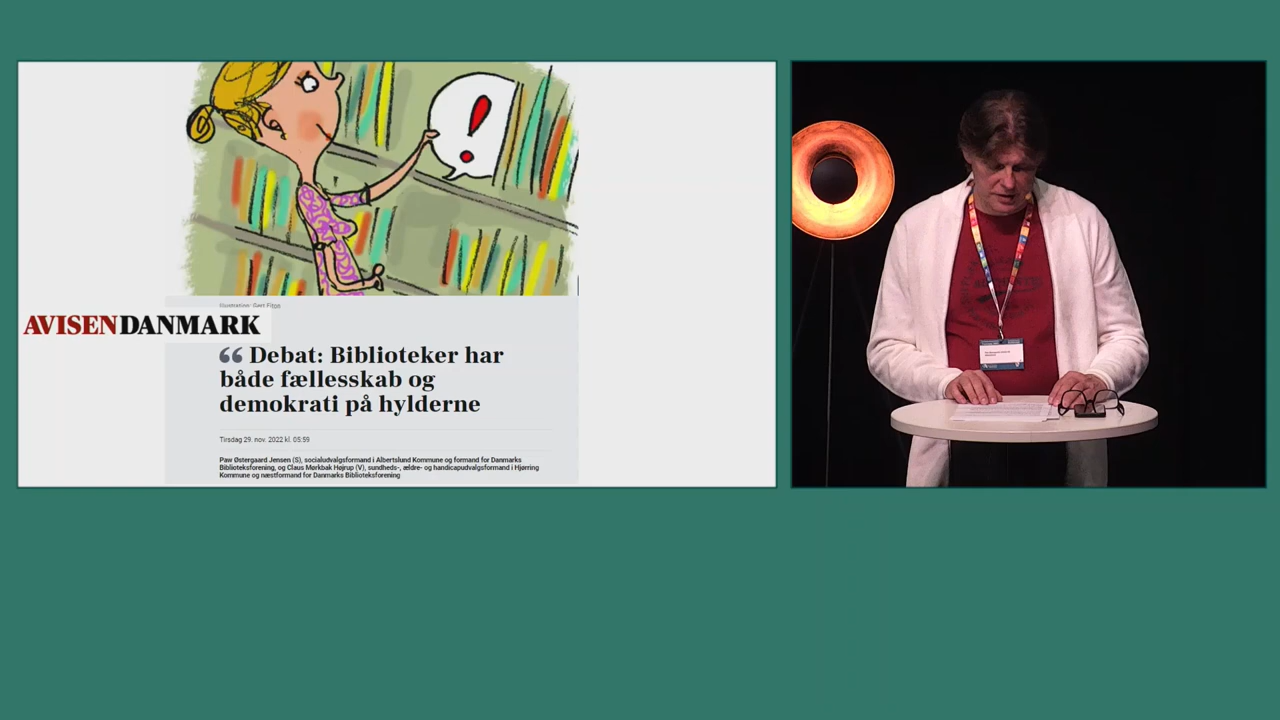 Illustration: Gert Ejton
AVISENDANMARK
“ Debat: Biblioteker har
både fællesskab og
demokrati på hylderne
Tirsdag 29. nov. 2022 kl. 05:59
Paw Østergaard Jensen (S), socialudvalgsformand i Albertslund Kommune og formand for Danmarks
Biblioteksforening, og Claus Mørkbak Højrup (V), sundheds-, ældre- og handicapudvalgsformand i Hjørring
Kommune og næstformand for Danmarks Biblioteksforening